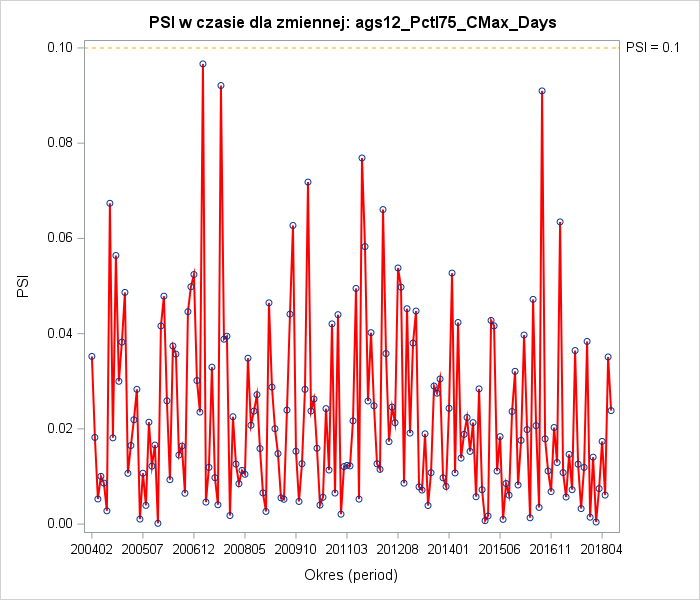 PSI w czasie dla zmiennej: ags12_Pctl75_CMax_Days
0.10
PSI = 0.1
0.08
0.06
PSI
0.04
0.02
0.00
200402 200507 200612 200805 200910 201103 201208 201401 201506 201611 201804
Okres (period)